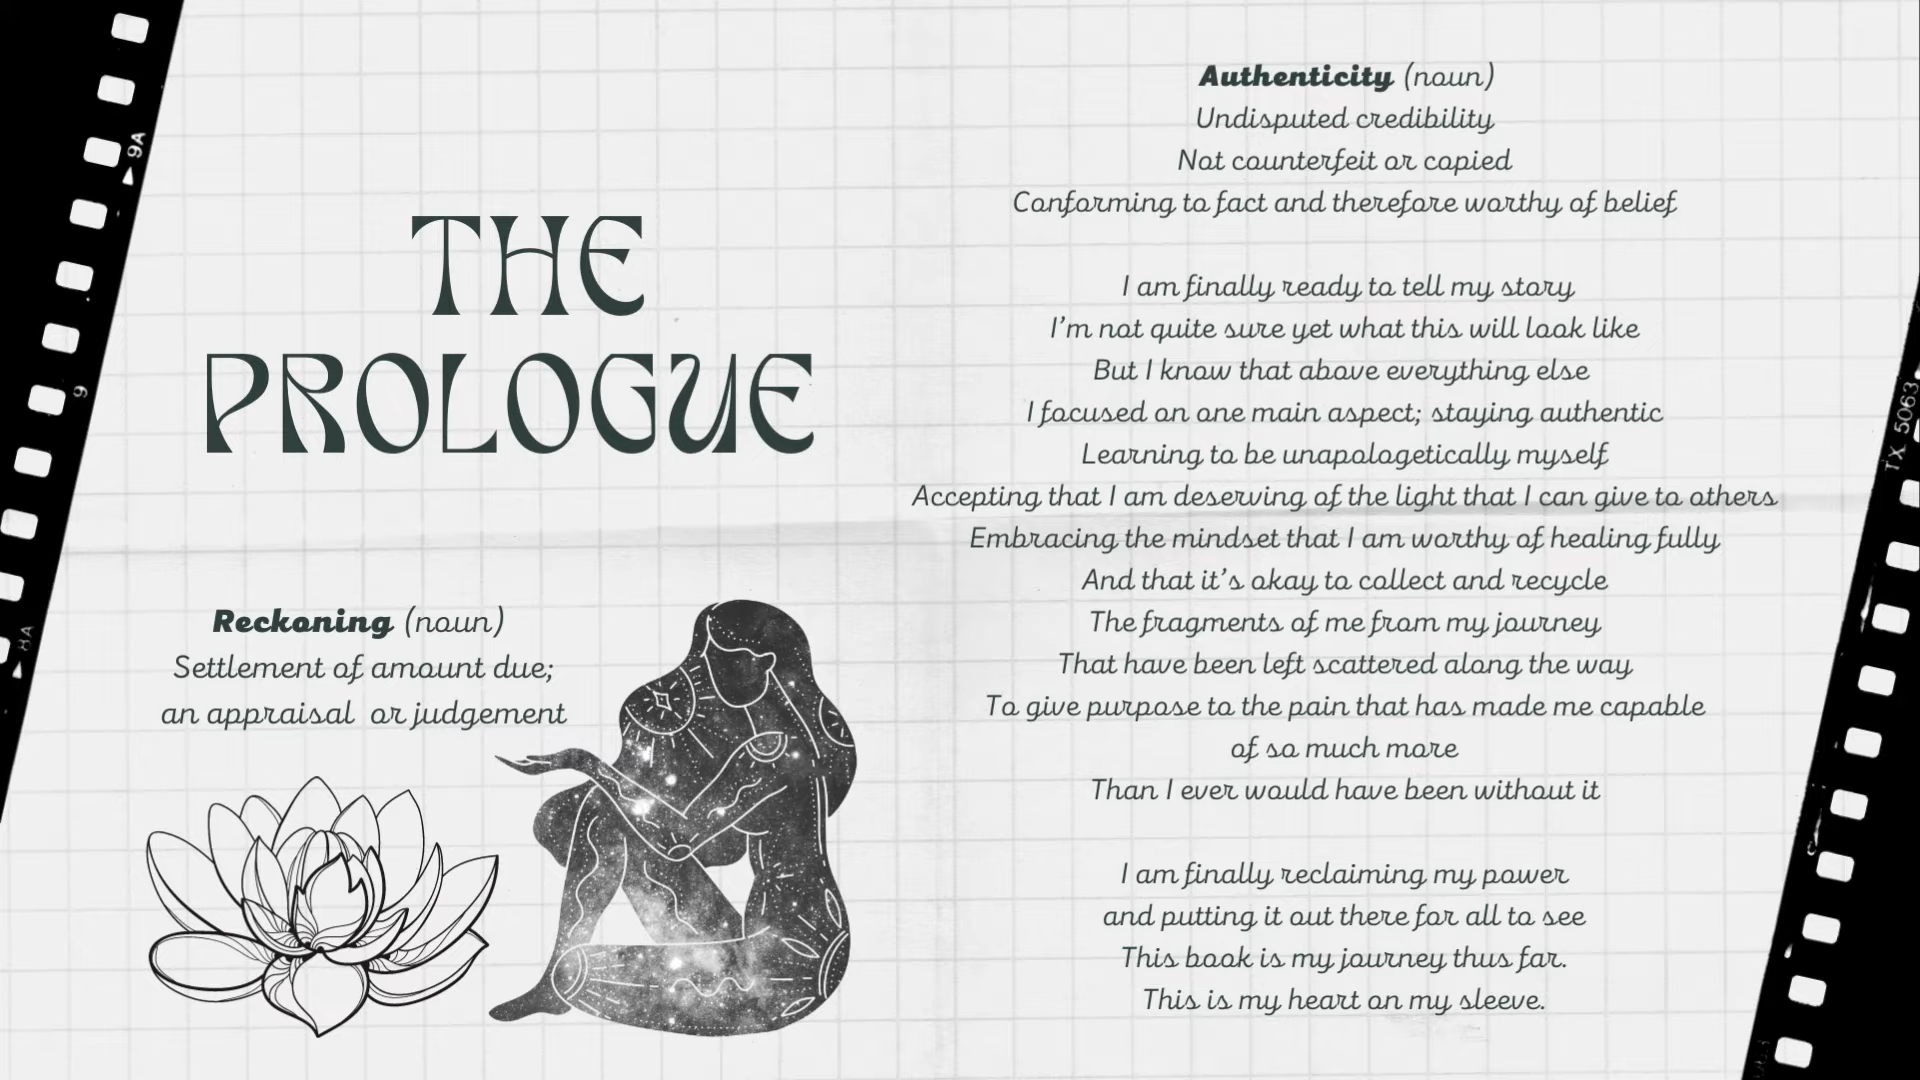 THE
PROLOGUE
Reckoning (noun)
Settlement of amount due;
an appraisal or judgement
Authenticity (noun)
Undisputed credibility
Not counterfeit or copied
Conforming to fact and therefore worthy of belief
I am finally ready to tell my story
I'm not quite sure yet what this will look like
But I know that above everything else
I focused on one main aspect; staying authentic
Learning to be unapologetically myself
Accepting that I am deserving of the light that I can give to others
Embracing the mindset that I am worthy of healing fully
And that it's okay to collect and recycle
The fragments of me from my journey
That have been left scattered along the way
To give purpose to the pain that has made me capable
of so much more
Than I ever would have been without it
I am finally reclaiming my power
and putting it out there for all to see
This book is my journey thus far.
This is my heart on my sleeve.
9A
9
8A
TX 5063